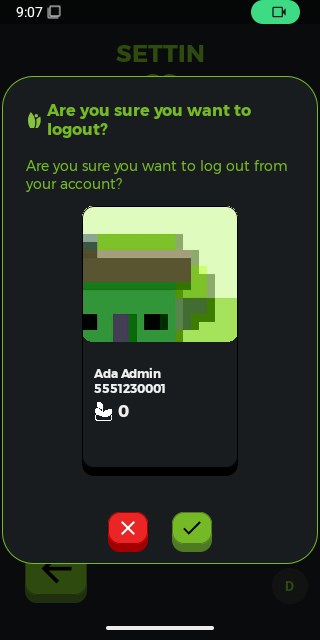 9:07
SETTIN
Are you sure you want to
logout?
Are you sure you want to log out from
your account?
Ada Admin
5551230001
0
D